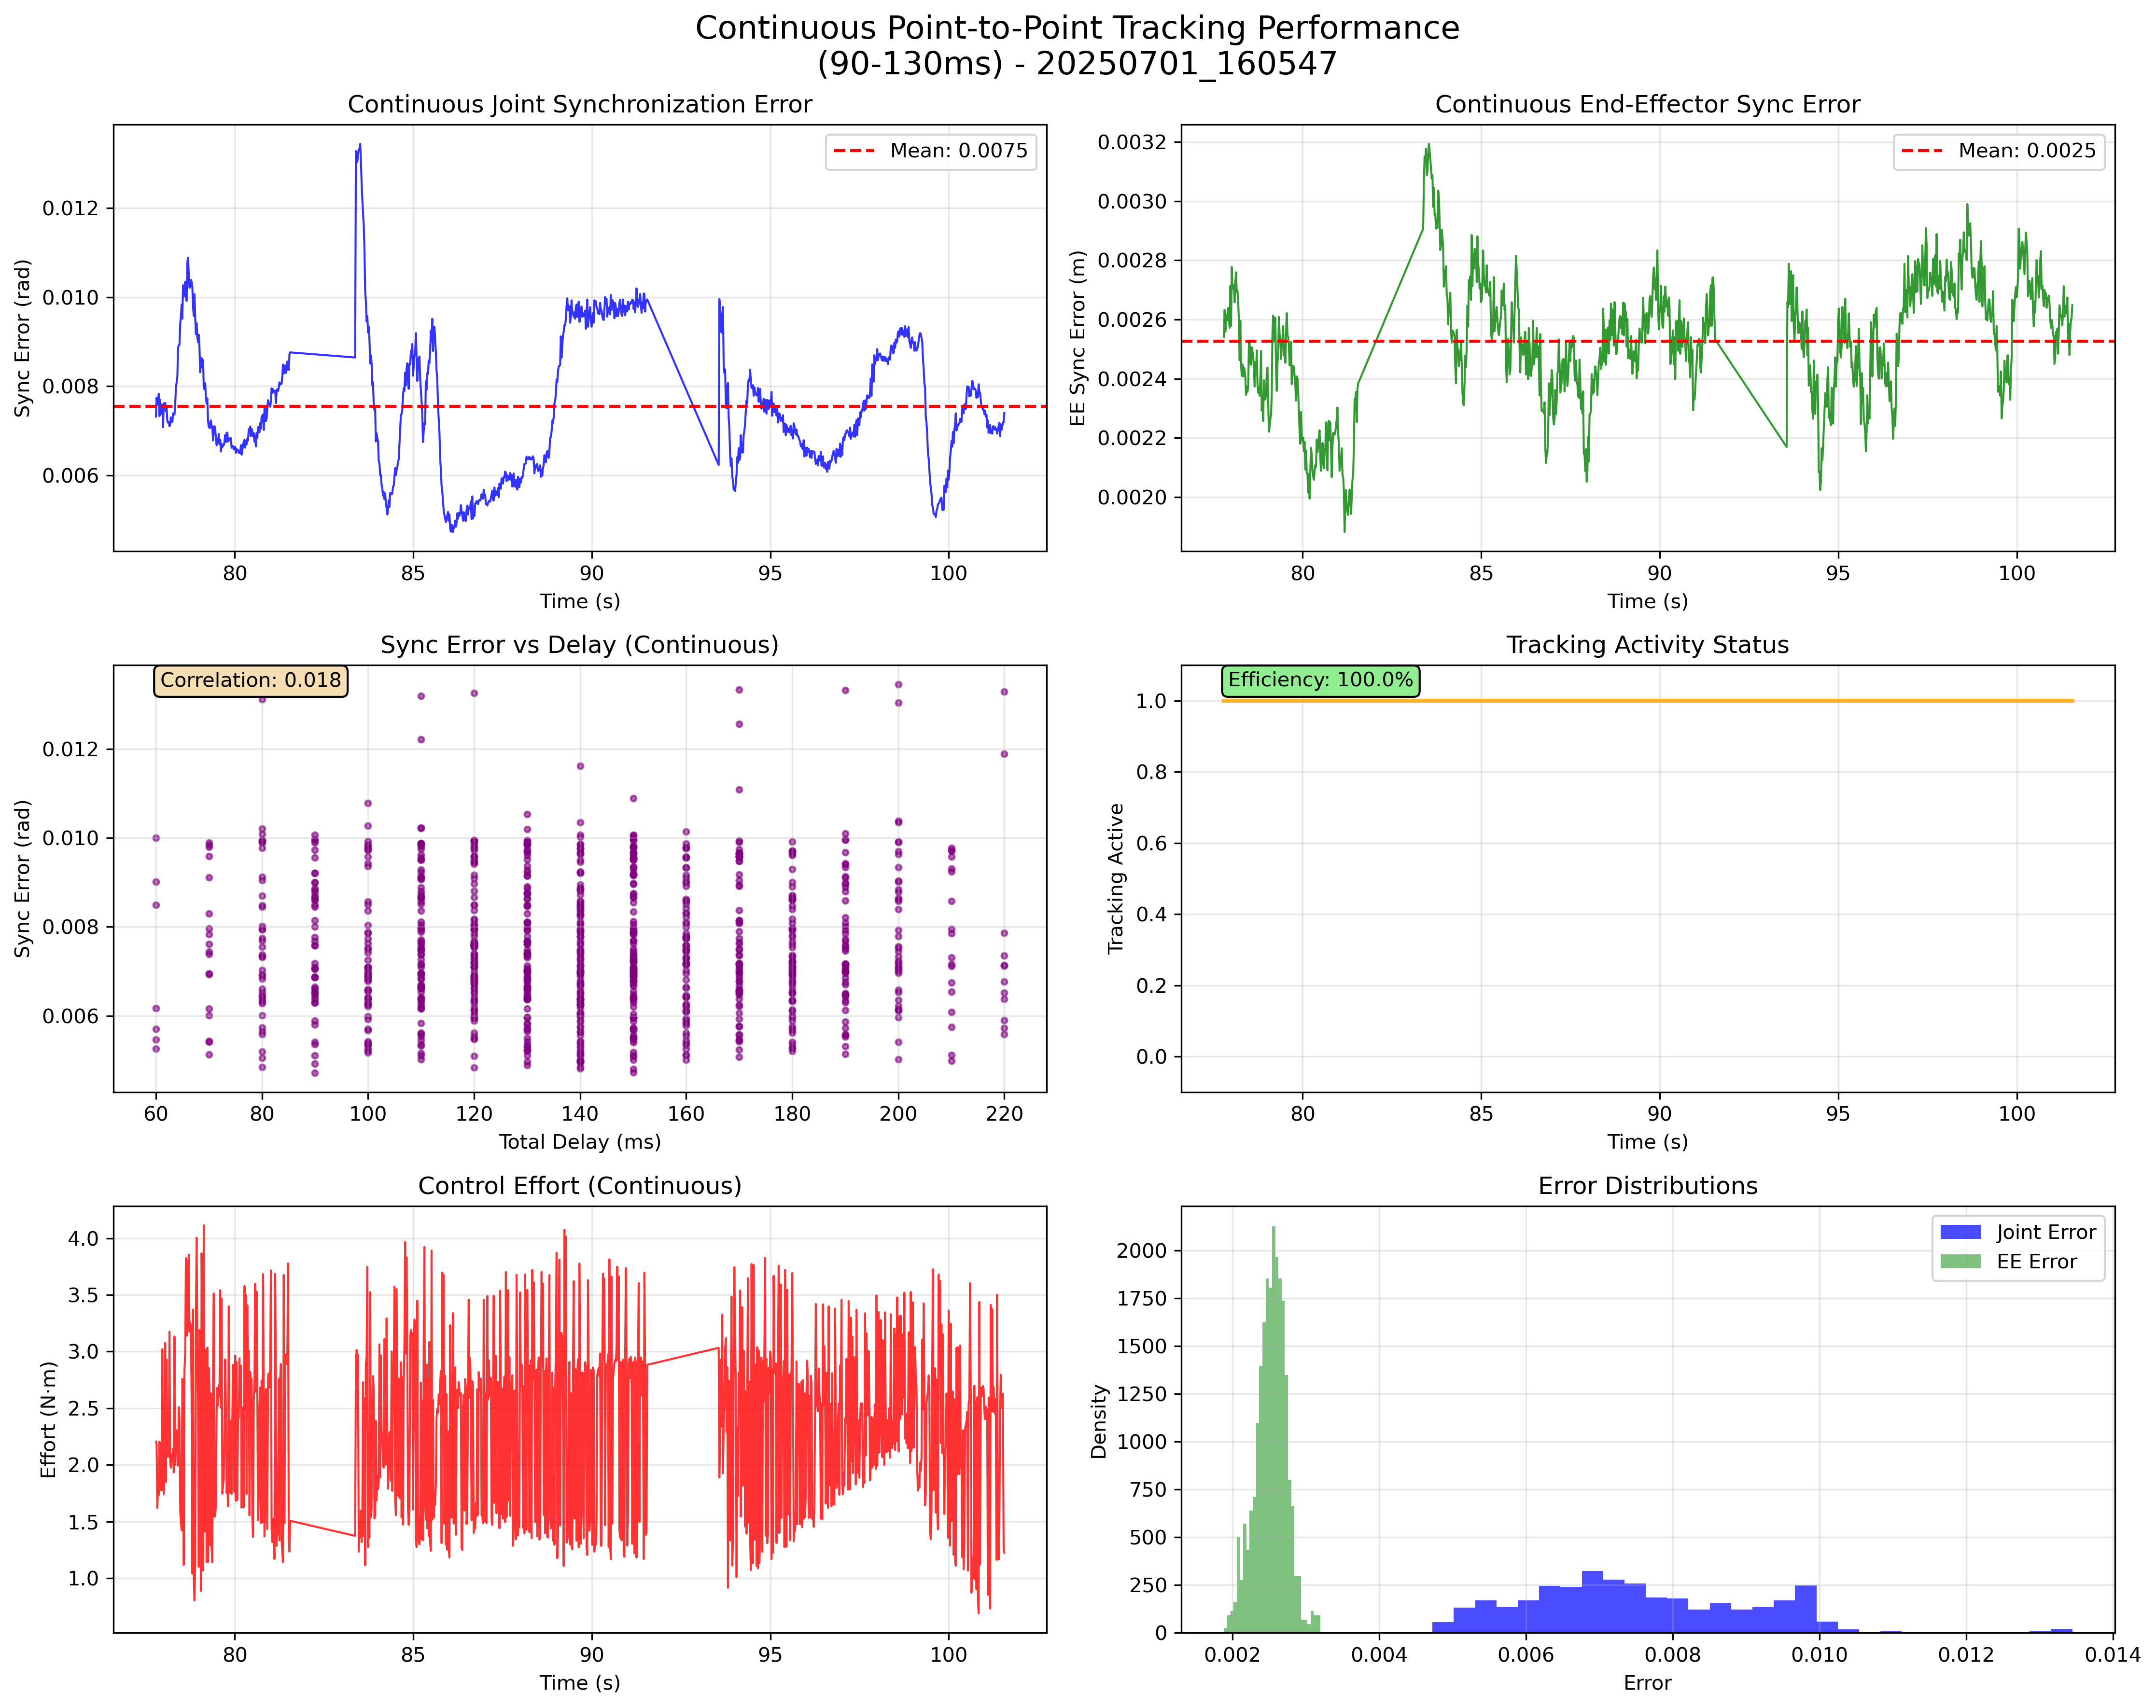 Continuous Point-to-Point Tracking Performance
(90-130ms) - 20250701_160547
Continuous Joint Synchronization Error
Mean: 0.0075
Sync Error (rad)
0.012
0.010
0.008
0.006
80 85 90 95 100
Time (s)
Continuous End-Effector Sync Error
Mean: 0.0025
EE Sync Error (m)
0.0032
0.0030
0.0028
0.0026
0.0024
0.0022
0.0020
80 85 90 95 100
Time (s)
Sync Error vs Delay (Continuous)
Correlation: 0.018
Sync Error (rad)
0.012
0.010
0.008
0.006
60 80 100 120 140 160 180 200 220
Total Delay (ms)
Tracking Activity Status
Efficiency: 100.0%
Tracking Active
1.0
0.8
0.6
0.4
0.2
0.0
80 85 90 95 100
Time (s)
Control Effort (Continuous)
Effort (N·m)
4.0
3.5
3.0
2.5
2.0
1.5
1.0
80 85 90 95 100
Time (s)
Error Distributions
Joint Error
EE Error
Density
2000
1750
1500
1250
1000
750
500
250
0
0.002 0.004 0.006 0.008 0.010 0.012 0.014
Error